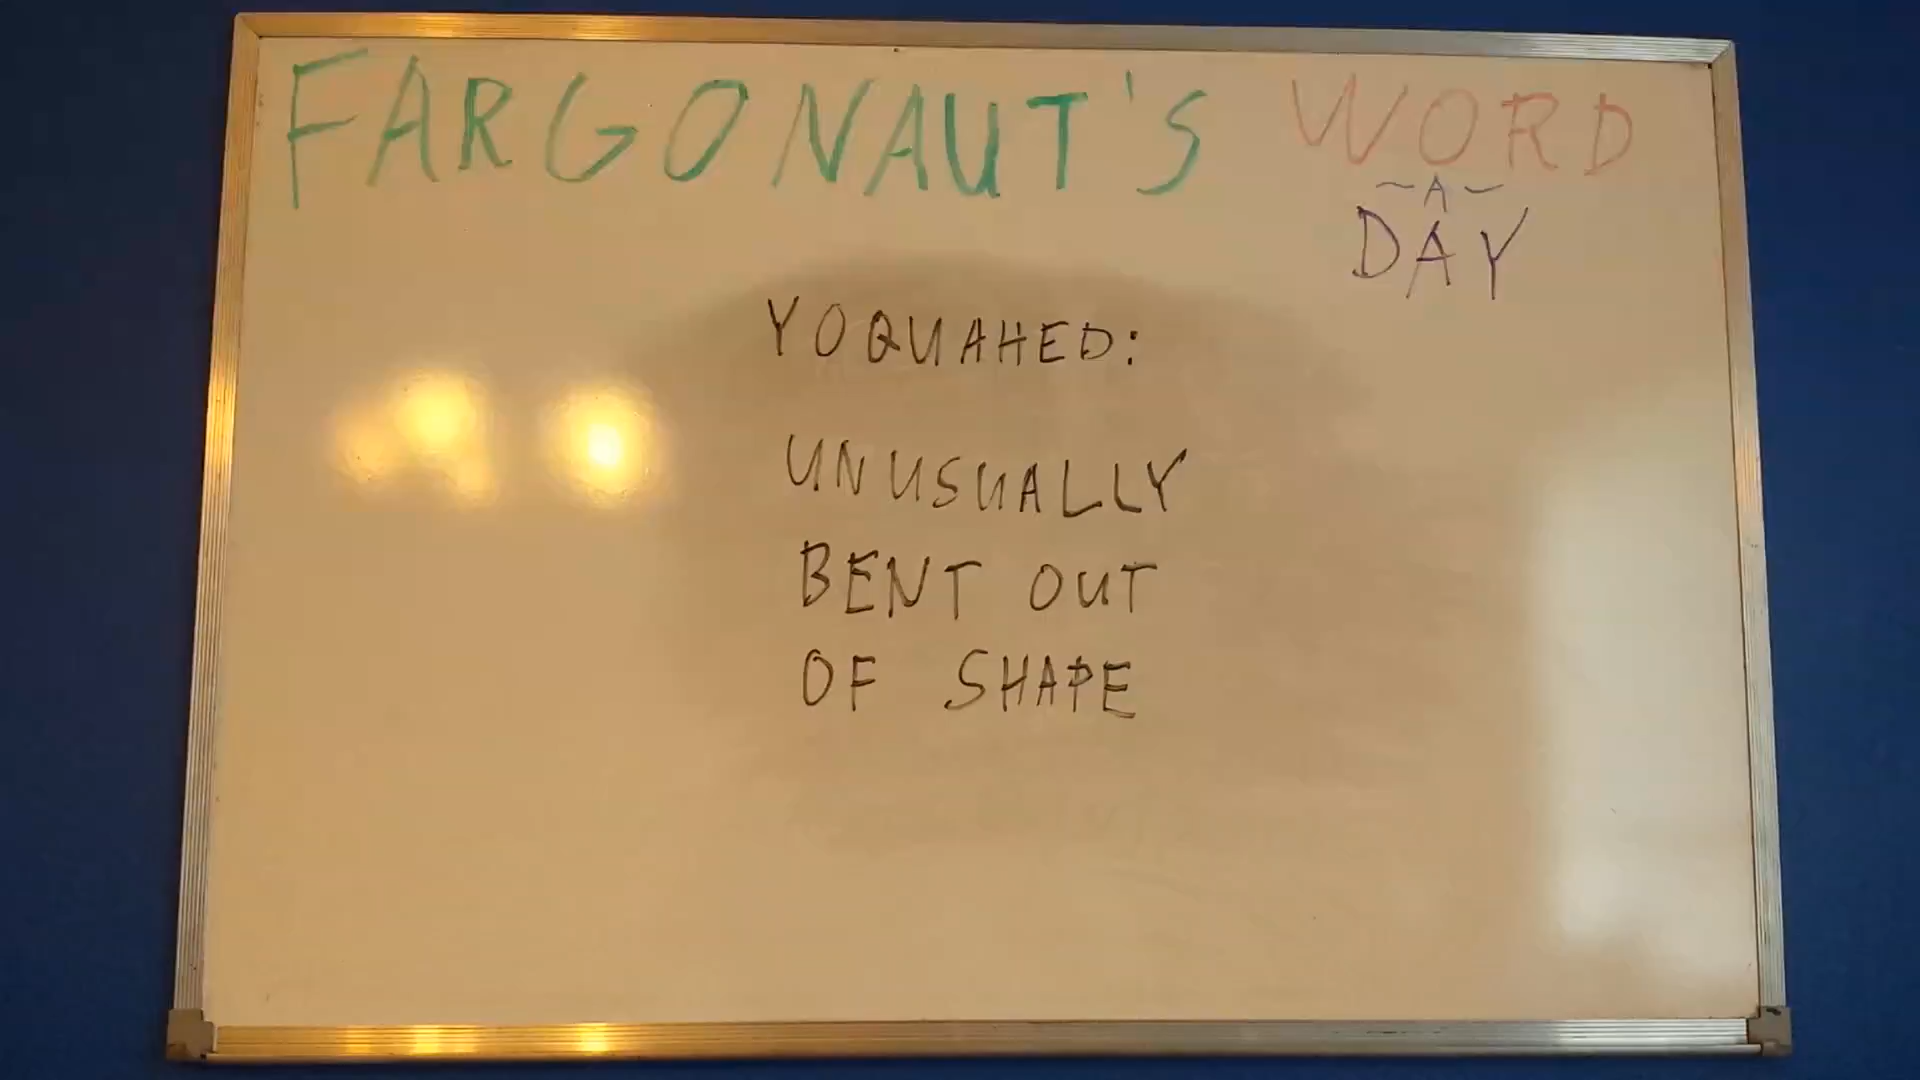 FARGONAUT'S WORD
~A~
DAY
YOQUAHED:
UNUSUALLY
BENT OUT
OF SHAPE